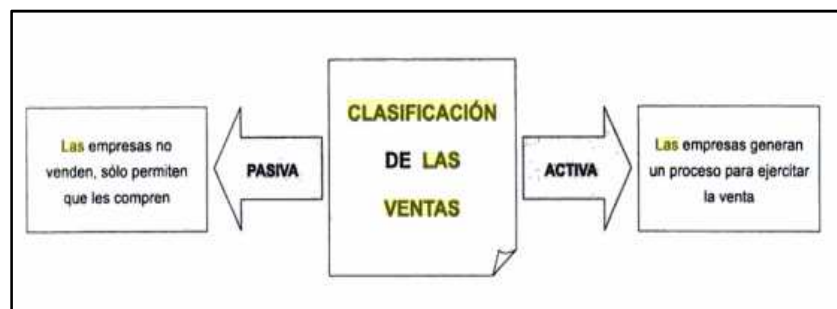 CLASIFICACIÓN
DE LAS
VENTAS
PASIVA
Las empresas no
venden, sólo permiten
que les compren
ACTIVA
Las empresas generan
un proceso para ejercitar
la venta